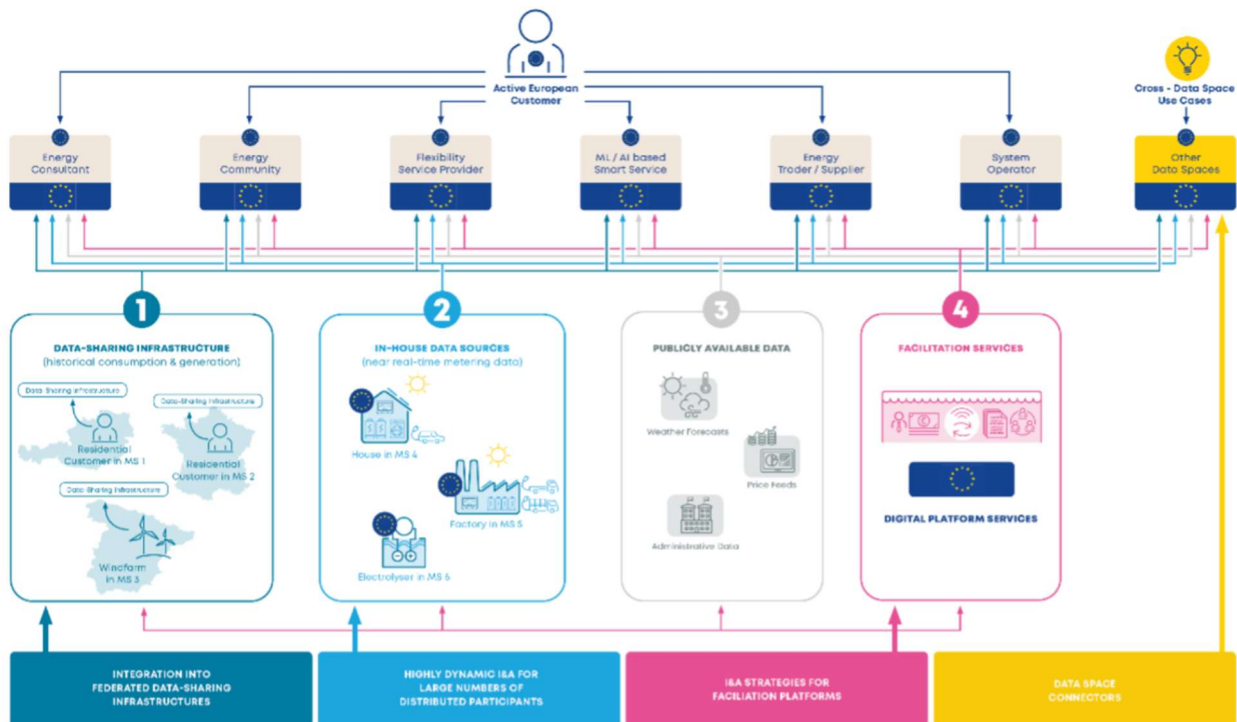 Active European
Customer
Cross - Data Space
Use Cases
Energy
Consultant
Energy
Community
Flexibility
Service Provider
ML / AI based
Smart Service
Energy
Trader / Supplier
System
Operator
Other
Data Spaces
1
DATA-SHARING INFRASTRUCTURE
(historical consumption & generation)
Data-Sharing Infrastructure
Residential
Customer in MS 1
Data-Sharing Infrastructure
Residential
Customer in MS 2
Data-Sharing Infrastructure
Windfarm
in MS 3
2
IN-HOUSE DATA SOURCES
(near real-time metering data)
House in MS 4
Factory in MS 5
Electrolyser in MS 6
3
PUBLICLY AVAILABLE DATA
Weather Forecasts
Price Feeds
Administrative Data
4
FACILITATION SERVICES
DIGITAL PLATFORM SERVICES
INTEGRATION INTO
FEDERATED DATA-SHARING
INFRASTRUCTURES
HIGHLY DYNAMIC I&A FOR
LARGE NUMBERS OF
DISTRIBUTED PARTICIPANTS
I&A STRATEGIES FOR
FACILIATION PLATFORMS
DATA SPACE
CONNECTORS